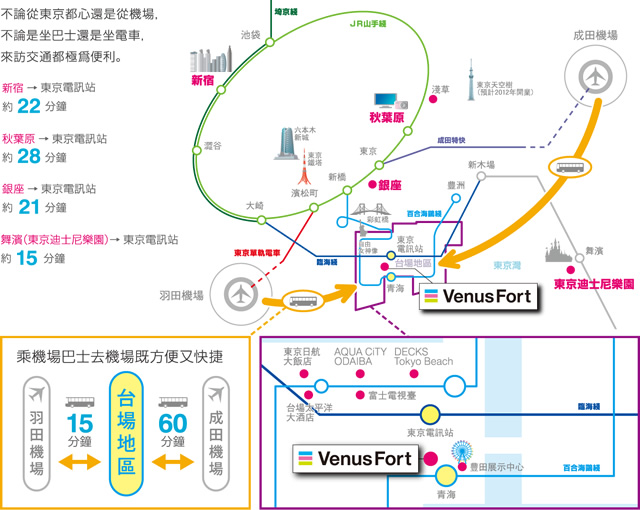 不論從東京都心還是從機場,
不論是坐巴士還是坐電車,
來訪交通都極爲便利。
新宿 → 東京電訊站
約 22 分鐘
秋葉原 → 東京電訊站
約 28 分鐘
銀座 → 東京電訊站
約 21 分鐘
舞濱(東京迪士尼樂園) → 東京電訊站
約 15 分鐘
埼京綫
池袋
JR山手綫
新宿
成田機場
淺草
東京天空樹
(預計2012年開業)
秋葉原
六本木
新城
澀谷
東京
鐵塔
東京
成田特快
新橋
銀座
濱松町
新木場
豐洲
大崎
彩虹橋
百合海鷗綫
東京單軌電車
臨海綫
自由
女神像
東京
電訊站
台場地區
青海
東京灣
舞濱
東京迪士尼樂園
羽田機場
VenusFort
乘機場巴士去機場既方便又快捷
羽田機場
15
分鐘
台場地區
60
分鐘
成田機場
東京日航
大飯店
AQUA CiTY
ODAIBA
DECKS
Tokyo Beach
台場太平洋
大酒店
富士電視臺
臨海綫
東京電訊站
VenusFort
豐田展示中心
百合海鷗綫
青海